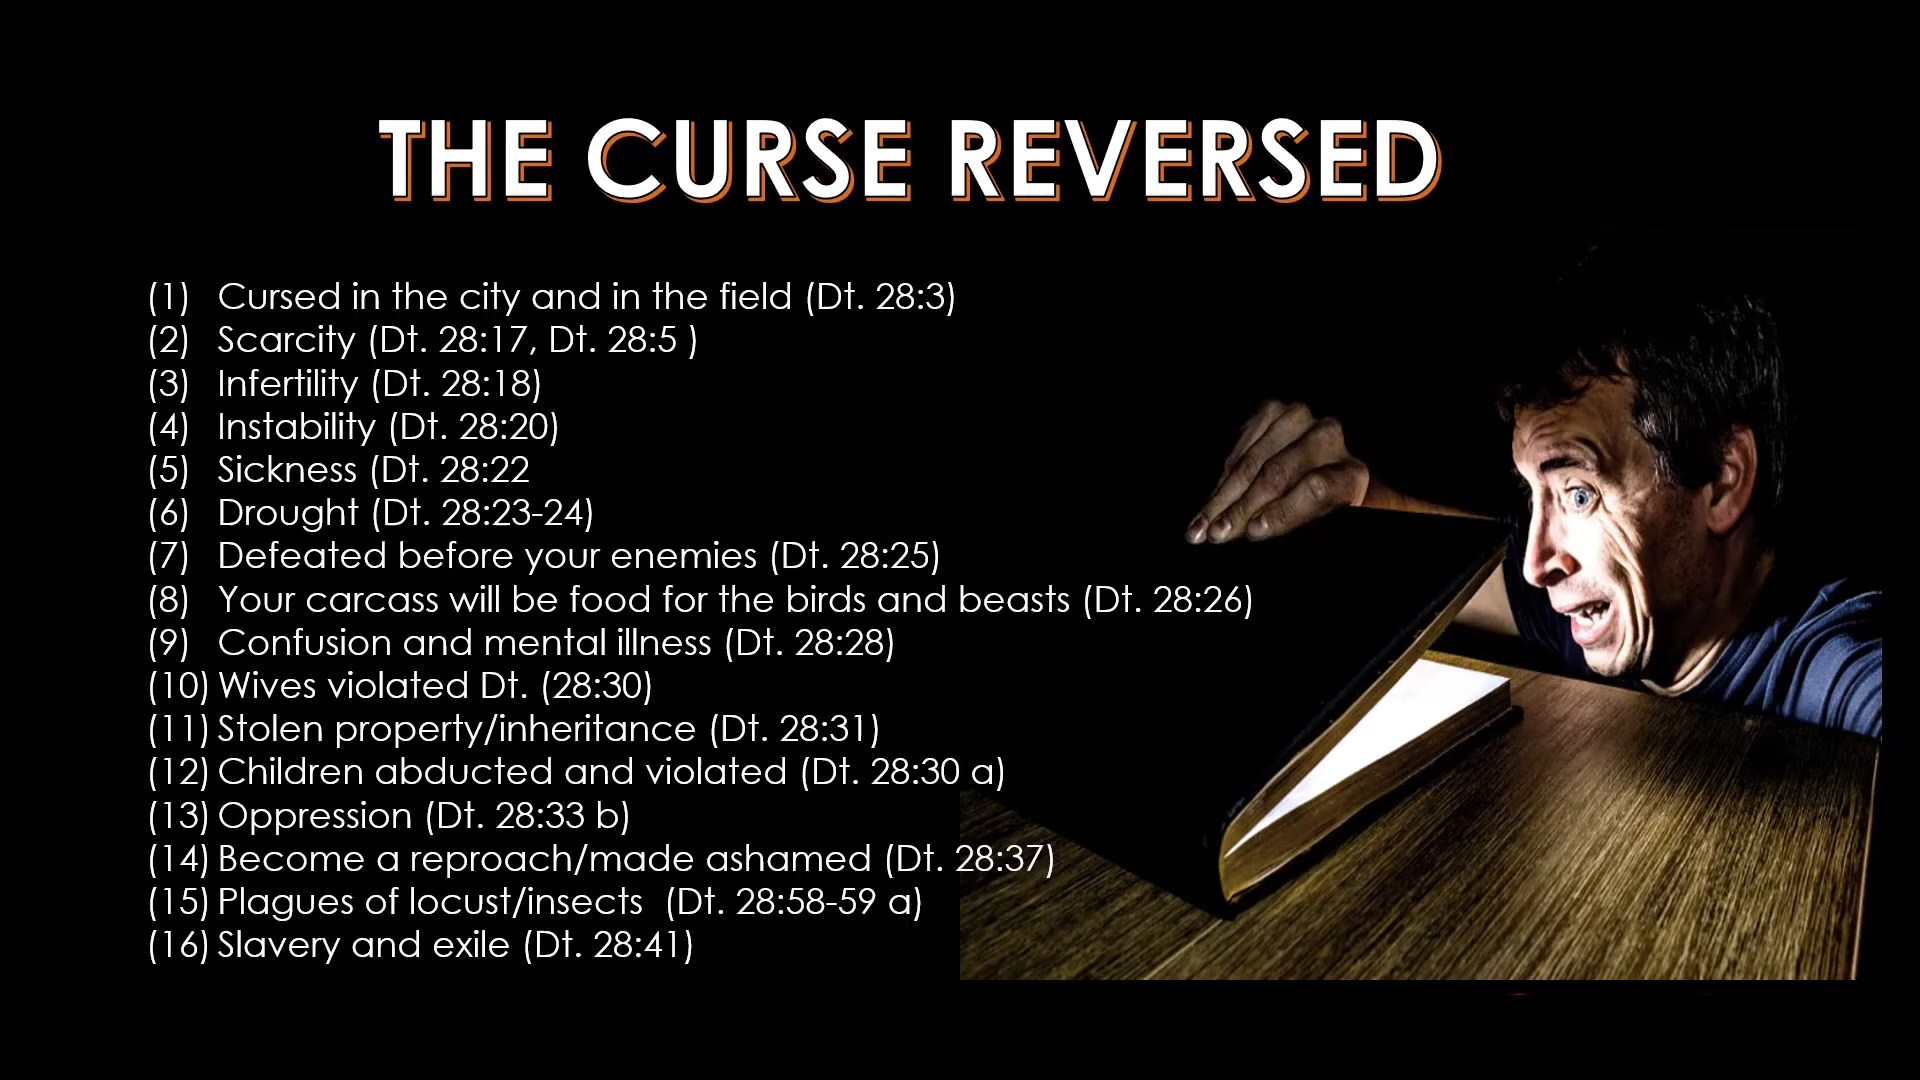 THE CURSE REVERSED
(1) Cursed in the city and in the field (Dt. 28:3)
(2) Scarcity (Dt. 28:17, Dt. 28:5 )
(3) Infertility (Dt. 28:18)
(4) Instability (Dt. 28:20)
(5) Sickness (Dt. 28:22
(6) Drought (Dt. 28:23-24)
(7) Defeated before your enemies (Dt. 28:25)
(8) Your carcass will be food for the birds and beasts (Dt. 28:26)
(9) Confusion and mental illness (Dt. 28:28)
(10) Wives violated Dt. (28:30)
(11) Stolen property/inheritance (Dt. 28:31)
(12) Children abducted and violated (Dt. 28:30 a)
(13) Oppression (Dt. 28:33 b)
(14) Become a reproach/made ashamed (Dt. 28:37)
(15) Plagues of locust/insects  (Dt. 28:58-59 a)
(16) Slavery and exile (Dt. 28:41)